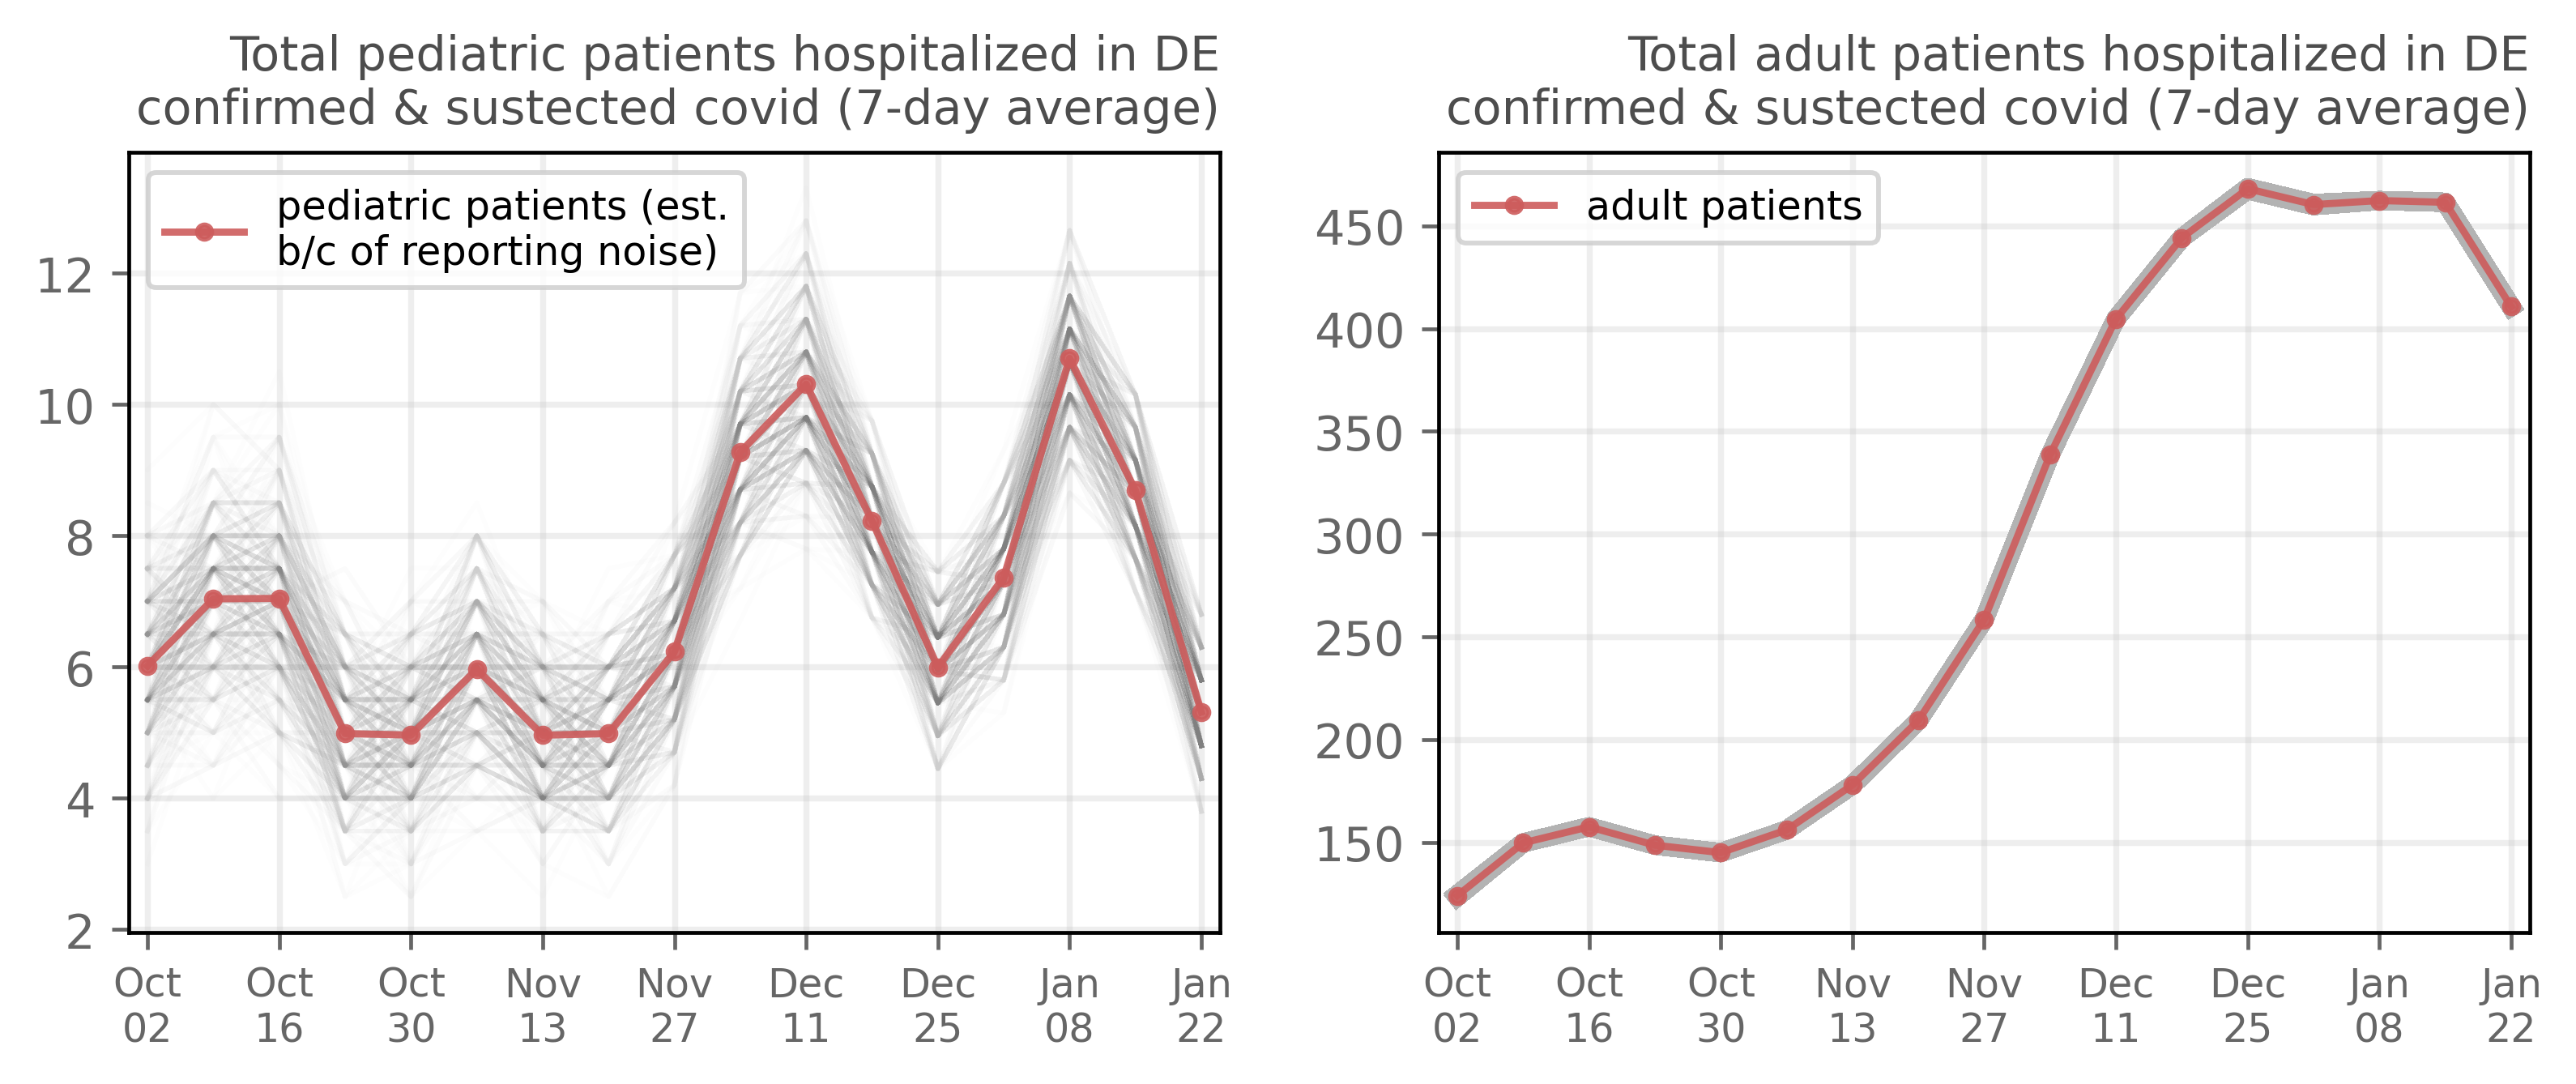 Total pediatric patients hospitalized in DE
confirmed & sustected covid (7-day average)
pediatric patients (est.
b/c of reporting noise)
12
10
8
6
4
2
Oct
02
Oct
16
Oct
30
Nov
13
Nov
27
Dec
11
Dec
25
Jan
08
Jan
22
Total adult patients hospitalized in DE
confirmed & sustected covid (7-day average)
adult patients
450
400
350
300
250
200
150
Oct
02
Oct
16
Oct
30
Nov
13
Nov
27
Dec
11
Dec
25
Jan
08
Jan
22